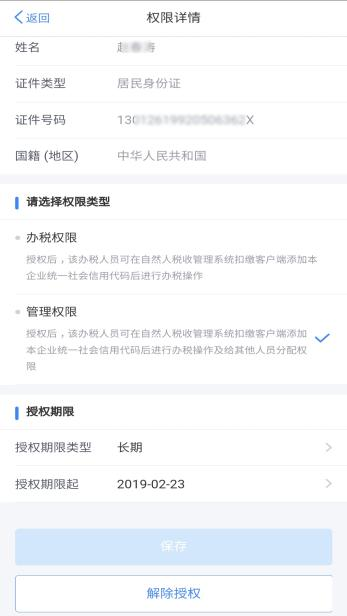 返回
权限详情
姓名
证件类型 居民身份证
证件号码
国籍 (地区) 中华人民共和国
请选择权限类型
办税权限
授权后，该办税人员可在自然人税收管理系统扣缴客户端添加本
企业统一社会信用代码后进行办税操作
管理权限
授权后，该办税人员可在自然人税收管理系统扣缴客户端添加
本企业统一社会信用代码后进行办税操作及给其他人员分配权
限
授权期限
授权期限类型 长期
授权期限起 2019-02-23
保存
解除授权